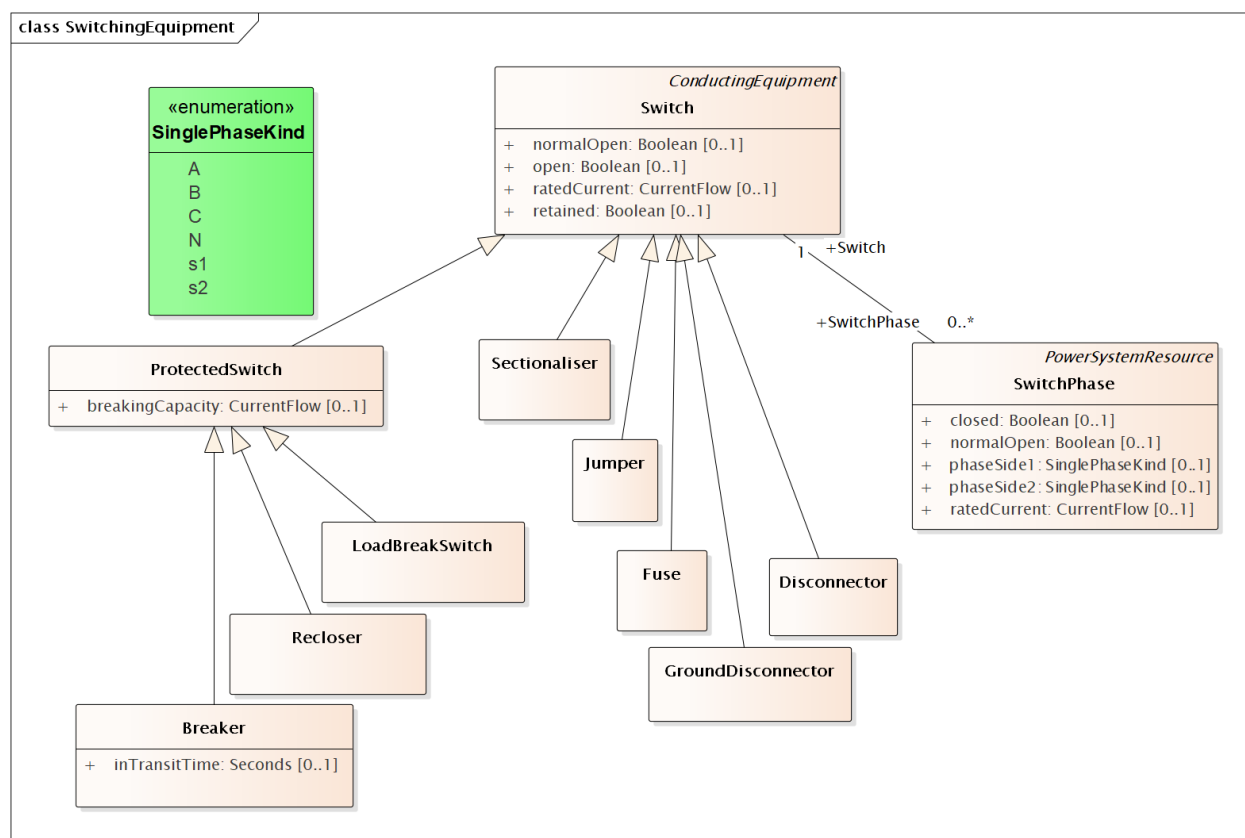 class SwitchingEquipment
«enumeration»
SinglePhaseKind
A
B
C
N
s1
s2
ConductingEquipment
Switch
+ normalOpen: Boolean [0..1]
+ open: Boolean [0..1]
+ ratedCurrent: CurrentFlow [0..1]
+ retained: Boolean [0..1]
1 +Switch
+SwitchPhase 0..*
ProtectedSwitch
+ breakingCapacity: CurrentFlow [0..1]
Sectionaliser
PowerSystemResource
SwitchPhase
+ closed: Boolean [0..1]
+ normalOpen: Boolean [0..1]
+ phaseSide1: SinglePhaseKind [0..1]
+ phaseSide2: SinglePhaseKind [0..1]
+ ratedCurrent: CurrentFlow [0..1]
Jumper
LoadBreakSwitch
Fuse
Disconnector
Recloser
GroundDisconnector
Breaker
+ inTransitTime: Seconds [0..1]